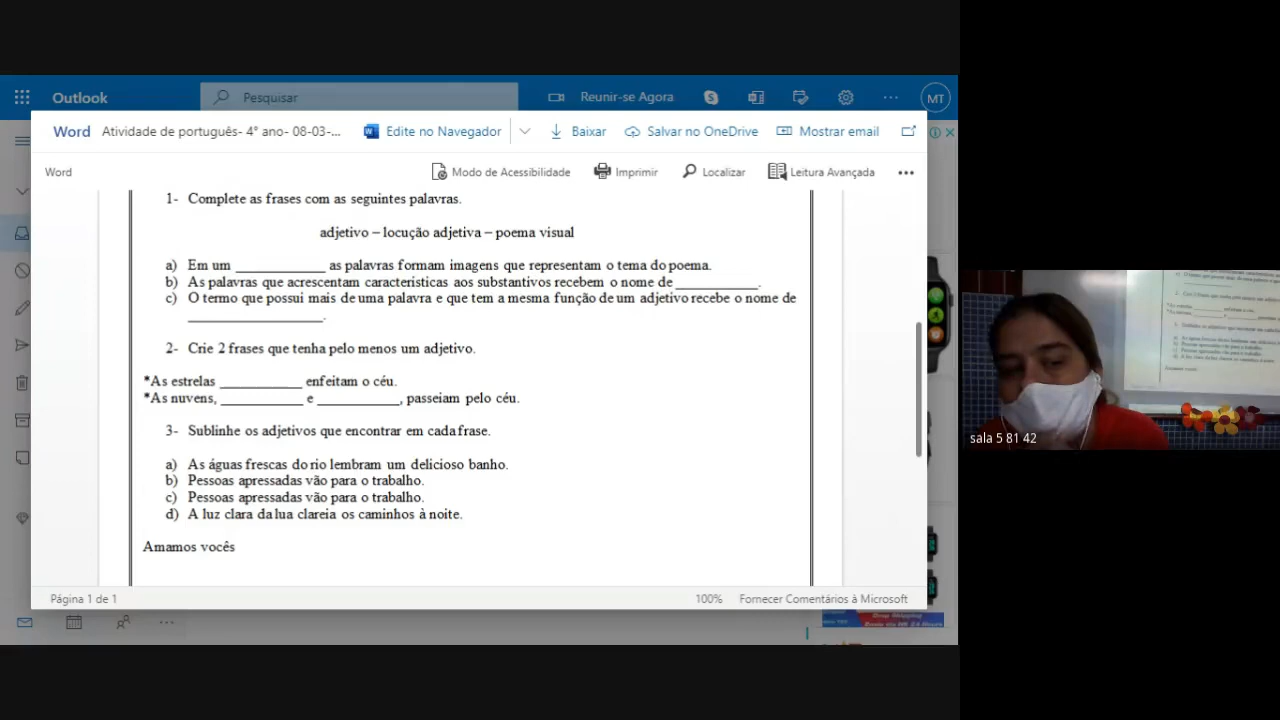 Outlook
Pesquisar
Reunir-se Agora
MT
Word
Atividade de português- 4° ano- 08-03-...
Edite no Navegador
Baixar
Salvar no OneDrive
Mostrar email
Word
Modo de Acessibilidade
Imprimir
Localizar
Leitura Avançada
1- Complete as frases com as seguintes palavras.
adjetivo – locução adjetiva – poema visual
a) Em um ____________ as palavras formam imagens que representam o tema do poema.
b) As palavras que acrescentam caracteristicas aos substantivos recebem o nome de ___________.
c) O termo que possui mais de uma palavra e que tem a mesma função de um adjetivo recebe o nome de
__________________.
2- Crie 2 frases que tenha pelo menos um adjetivo.
*As estrelas ___________ enfeitam o céu.
*As nuvens, ___________ e ___________, passeiam pelo céu.
3- Sublinhe os adjetivos que encontrar em cada frase.
a) As águas frescas do rio lembram um delicioso banho.
b) Pessoas apressadas vão para o trabalho.
c) Pessoas apressadas vão para o trabalho.
d) A luz clara da lua clareia os caminhos à noite.
Amamos vocês
Página 1 de 1
100%
Fornecer Comentários à Microsoft
sala 5 81 42